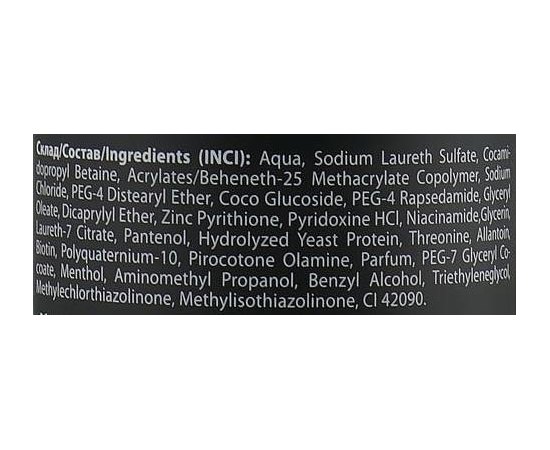 Склад/Состав/Ingredients (INCI): Aqua, Sodium Laureth Sulfate, Cocami-
dopropyl Betaine, Acrylates/Beheneth-25 Methacrylate Copolymer, Sodium
Chloride, PEG-4 Distearyl Ether, Coco Glucoside, PEG-4 Rapsedamide, Glyceryl
Oleate, Dicaprylyl Ether, Zinc Pyrithione, Pyridoxine HCl, Niacinamide, Glycerin,
Laureth-7 Citrate, Pantenol, Hydrolyzed Yeast Protein, Threonine, Allantoin,
Biotin, Polyquaternium-10, Pirocotone Olamine, Parfum, PEG-7 Glyceryl Co-
coate, Menthol, Aminomethyl Propanol, Benzyl Alcohol, Triethyleneglycol,
Methylechlorthiazolinone, Methylisothiazolinone, CI 42090.